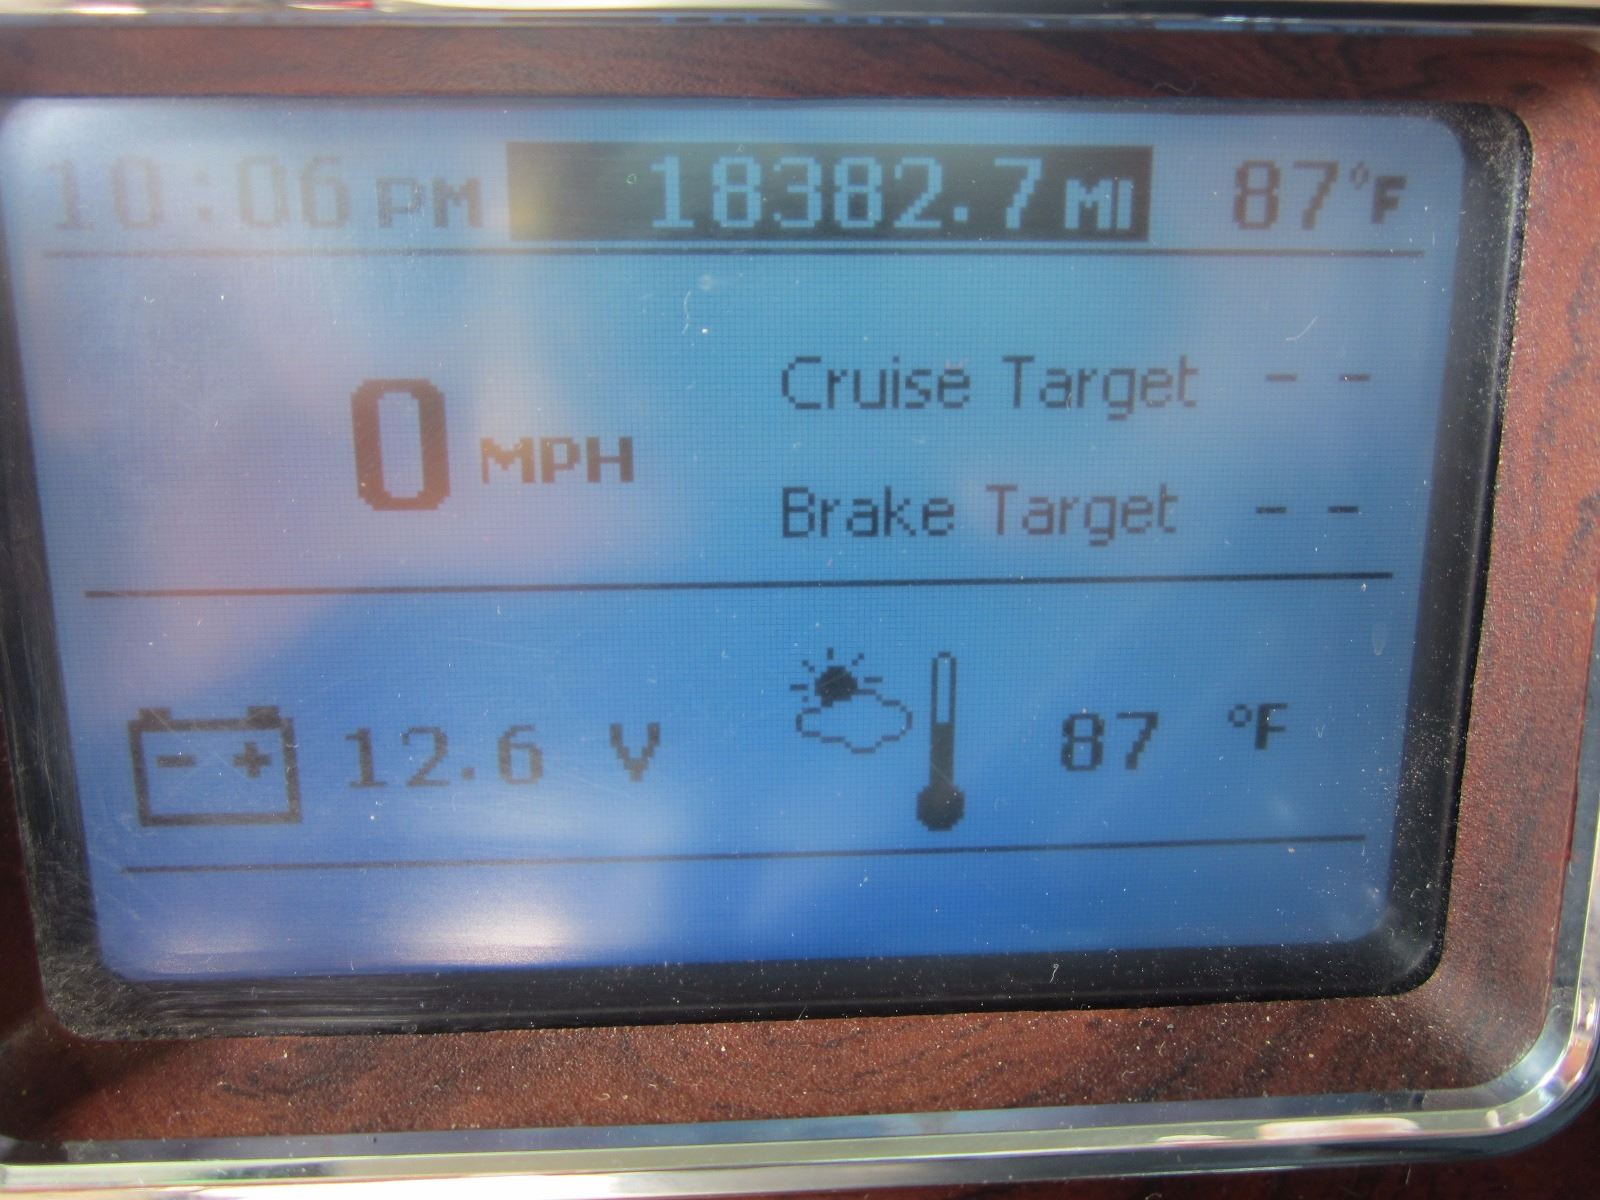 10:06 PM 18382.7 MI 87°F
0 MPH
Cruise Target - -
Brake Target - -
- + 12.6 V 87 °F